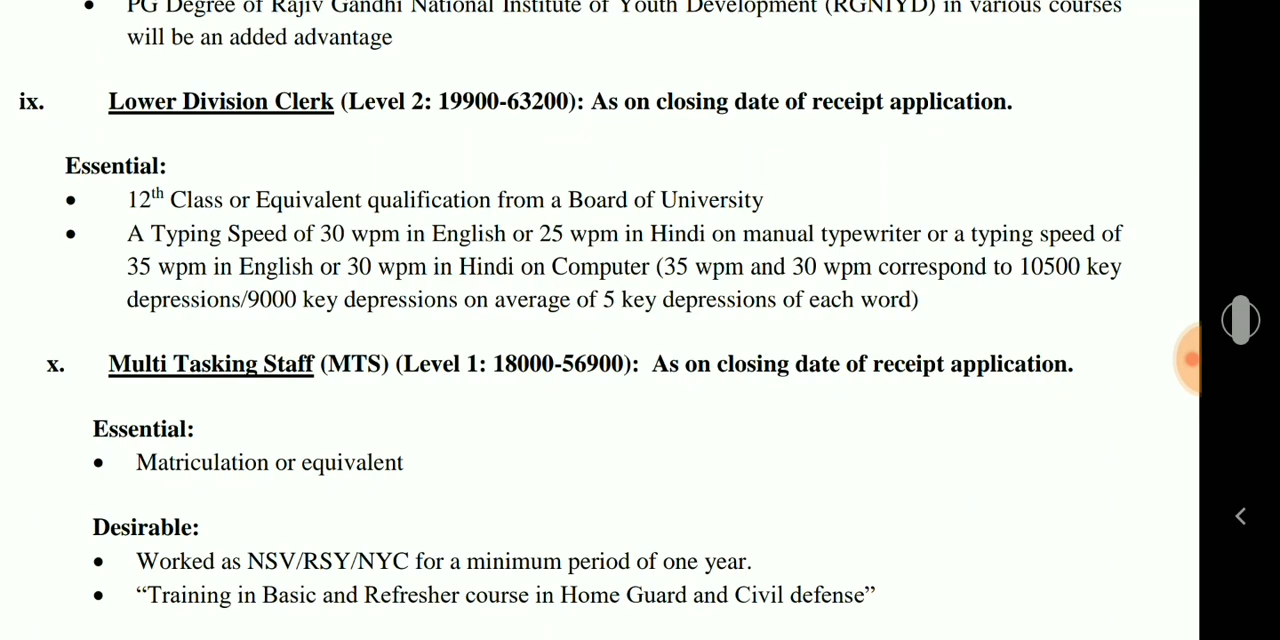 • PG Degree of Rajiv Gandhi National Institute of Youth Development (RGNIYD) in various courses
will be an added advantage
ix. Lower Division Clerk (Level 2: 19900-63200): As on closing date of receipt application.
Essential:
• 12th Class or Equivalent qualification from a Board of University
• A Typing Speed of 30 wpm in English or 25 wpm in Hindi on manual typewriter or a typing speed of
35 wpm in English or 30 wpm in Hindi on Computer (35 wpm and 30 wpm correspond to 10500 key
depressions/9000 key depressions on average of 5 key depressions of each word)
x. Multi Tasking Staff (MTS) (Level 1: 18000-56900): As on closing date of receipt application.
Essential:
• Matriculation or equivalent
Desirable:
• Worked as NSV/RSY/NYC for a minimum period of one year.
• “Training in Basic and Refresher course in Home Guard and Civil defense”